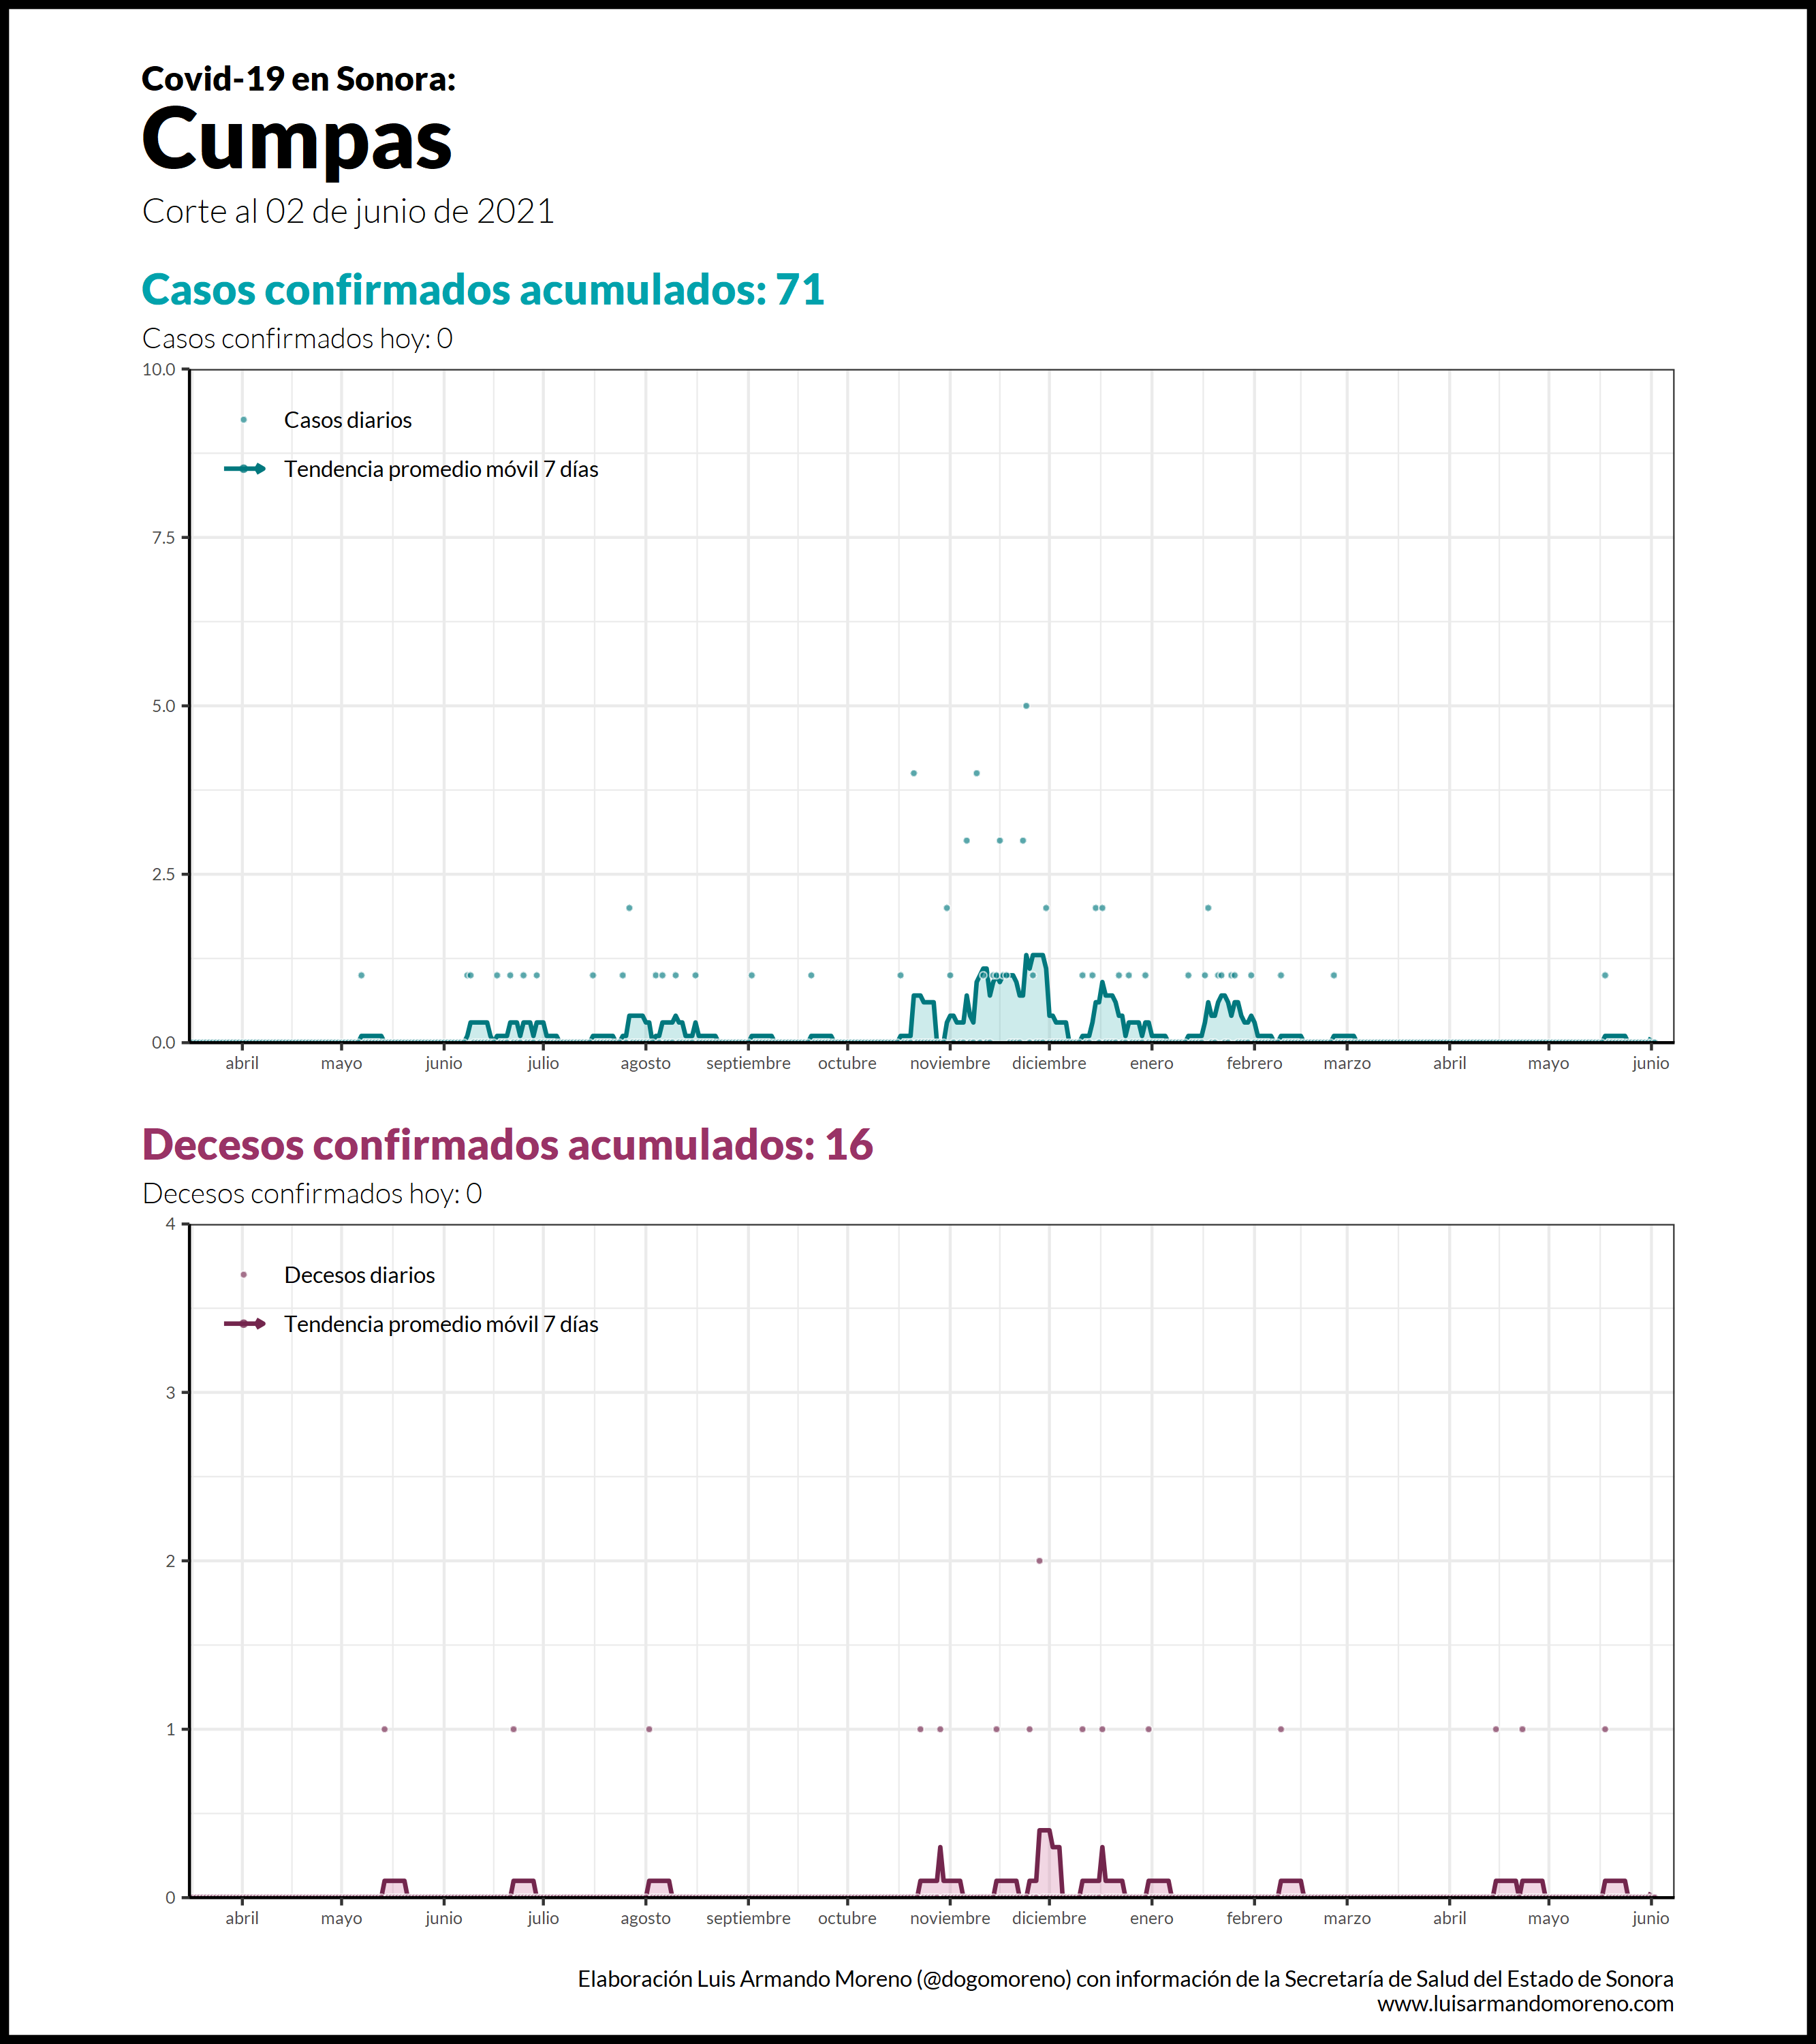 Covid-19 en Sonora:
Cumpas
Corte al 02 de junio de 2021
Casos confirmados acumulados: 71
Casos confirmados hoy: 0
10.0
Casos diarios
Tendencia promedio móvil 7 días
7.5
5.0
2.5
0.0
abril mayo junio julio agosto septiembre octubre noviembre diciembre enero febrero marzo abril mayo junio
Decesos confirmados acumulados: 16
Decesos confirmados hoy: 0
4
Decesos diarios
Tendencia promedio móvil 7 días
3
2
1
0
abril mayo junio julio agosto septiembre octubre noviembre diciembre enero febrero marzo abril mayo junio
Elaboración Luis Armando Moreno (@dogomoreno) con información de la Secretaría de Salud del Estado de Sonora
www.luisarmandomoreno.com